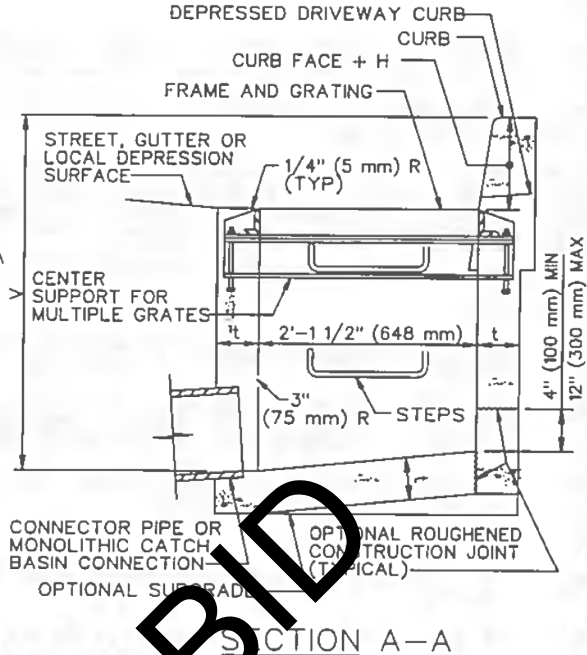 DEPRESSED DRIVEWAY CURB
CURB
CURB FACE + H
FRAME AND GRATING
STREET, GUTTER OR
LOCAL DEPRESSION
SURFACE
1/4" (5 mm) R
(TYP)
V
CENTER
SUPPORT FOR
MULTIPLE GRATES
t
2'-1 1/2" (648 mm)
t
4" (100 mm) MIN
12" (300 mm) MAX
3"
(75 mm) R
STEPS
CONNECTOR PIPE OR
MONOLITHIC CATCH
BASIN CONNECTION
OPTIONAL ROUGHENED
CONSTRUCTION JOINT
(TYPICAL)
OPTIONAL SUBGRADE
BID
SECTION A-A